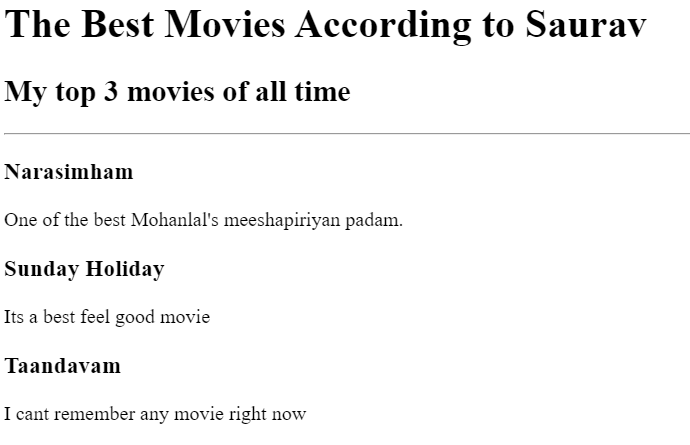 The Best Movies According to Saurav
My top 3 movies of all time
Narasimham
One of the best Mohanlal's meeshapiriyan padam.
Sunday Holiday
Its a best feel good movie
Taandavam
I cant remember any movie right now